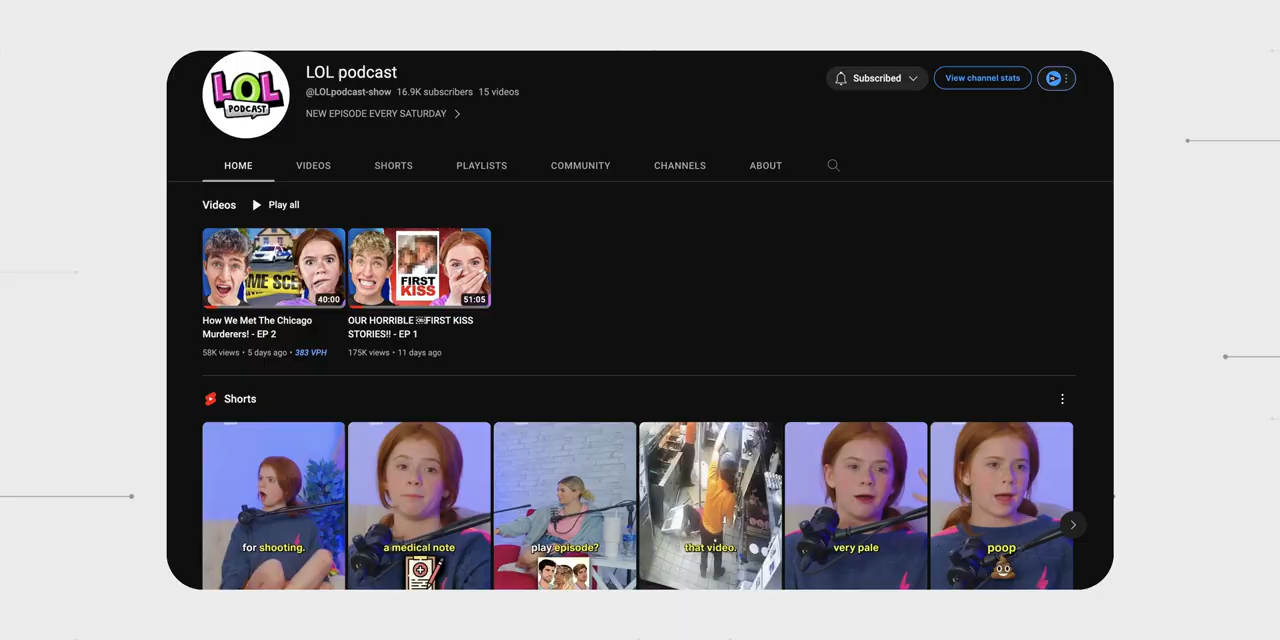 LOL
PODCAST
LOL podcast
@LOLpodcast-show 16.9K subscribers 15 videos
NEW EPISODE EVERY SATURDAY
Subscribed
View channel stats
HOME VIDEOS SHORTS PLAYLISTS COMMUNITY CHANNELS ABOUT
Videos Play all
ME SCE
40:00
FIRST
KISS
51:05
How We Met The Chicago
Murderers! - EP 2
58K views • 5 days ago • 383 VPH
OUR HORRIBLE FIRST KISS
STORIES!! - EP 1
175K views • 11 days ago
Shorts
for shooting.
a medical note
play episode?
that video.
very pale
poop